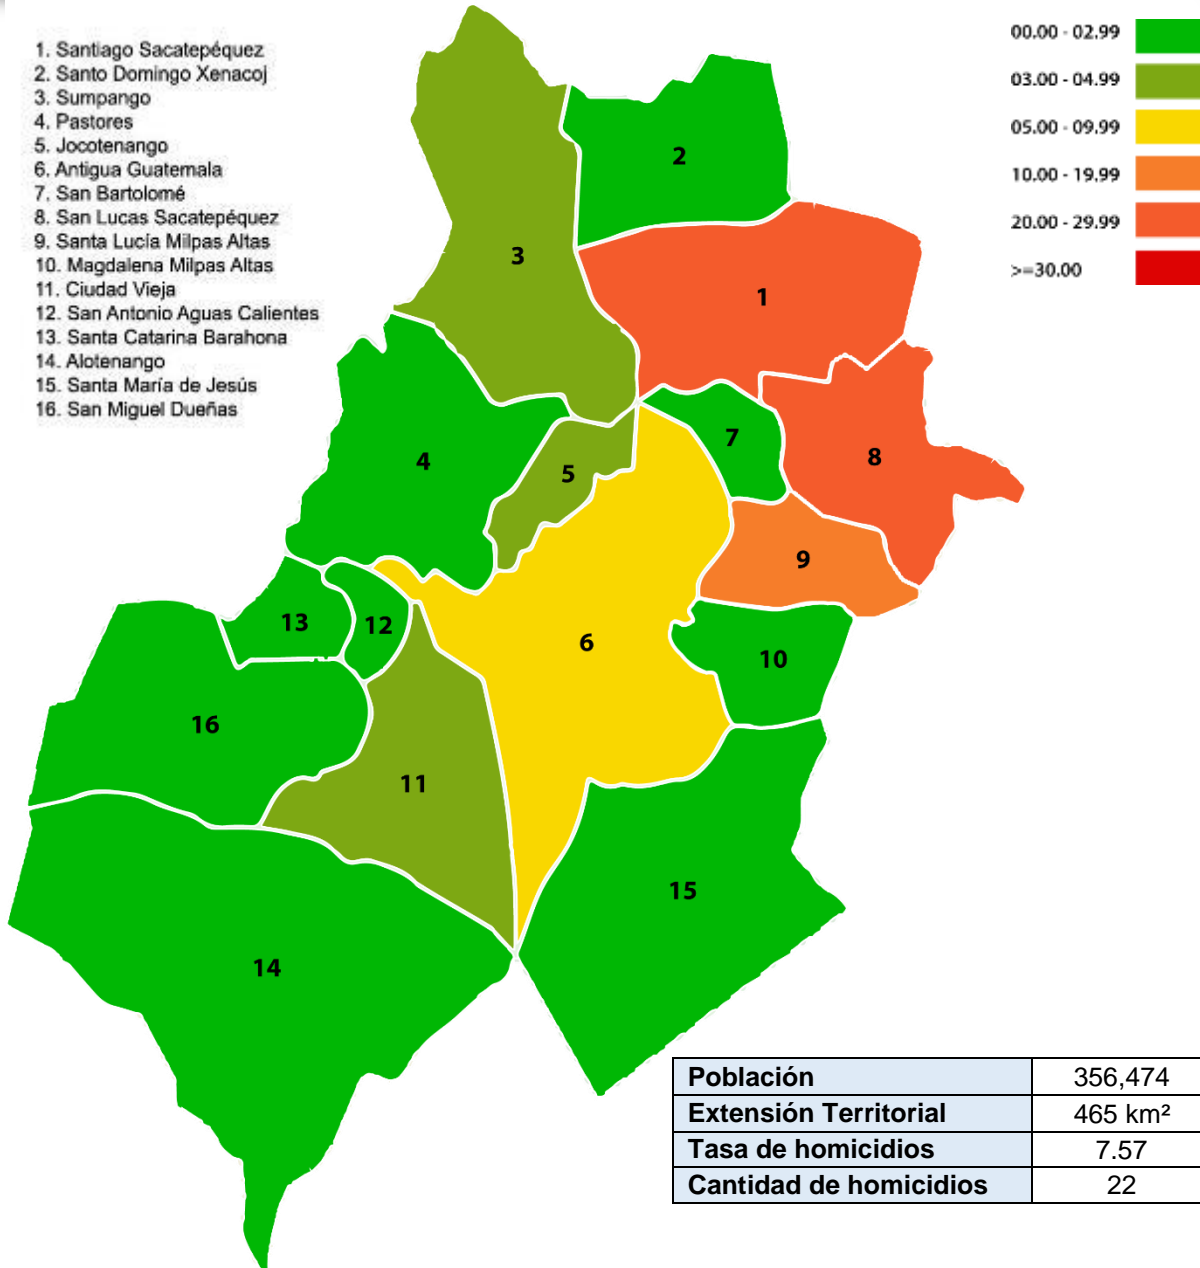 1. Santiago Sacatepéquez
2. Santo Domingo Xenacoj
3. Sumpango
4. Pastores
5. Jocotenango
6. Antigua Guatemala
7. San Bartolomé
8. San Lucas Sacatepéquez
9. Santa Lucía Milpas Altas
10. Magdalena Milpas Altas
11. Ciudad Vieja
12. San Antonio Aguas Calientes
13. Santa Catarina Barahona
14. Alotenango
15. Santa María de Jesús
16. San Miguel Dueñas
00.00 - 02.99
03.00 - 04.99
05.00 - 09.99
10.00 - 19.99
20.00 - 29.99
>=30.00
2
3
1
7
8
4
5
9
13
12
6
10
16
11
15
14
Población 356,474
Extensión Territorial 465 km²
Tasa de homicidios 7.57
Cantidad de homicidios 22